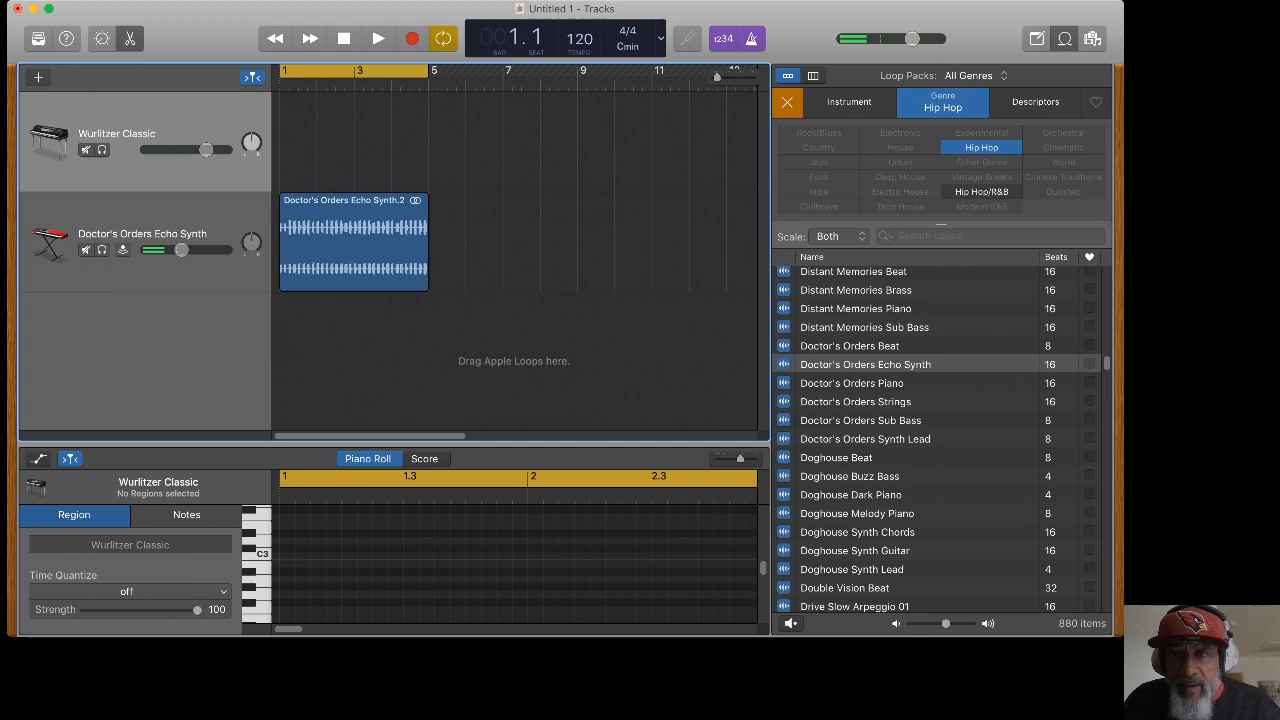 Untitled 1 - Tracks
001.1
BAR
BEAT
120
TEMPO
4/4
Cmin
1234
1
3
5
7
9
11
Loop Packs: All Genres
Instrument
Genre
Hip Hop
Descriptors
Rock/Blues
Electronic
Experimental
Orchestral
Country
House
Hip Hop
Cinematic
Jazz
Urban
Other Genre
World
Funk
Deep House
Vintage Breaks
Chinese Traditional
Indie
Electro House
Hip Hop/R&B
Dubstep
Chillwave
Tech House
Modern R&B
Scale: Both
Search Loops
Name
Beats
Distant Memories Beat 16
Distant Memories Brass 16
Distant Memories Piano 16
Distant Memories Sub Bass 16
Doctor's Orders Beat 8
Doctor's Orders Echo Synth 16
Doctor's Orders Piano 16
Doctor's Orders Strings 16
Doctor's Orders Sub Bass 8
Doctor's Orders Synth Lead 8
Doghouse Beat 8
Doghouse Buzz Bass 4
Doghouse Dark Piano 4
Doghouse Melody Piano 8
Doghouse Synth Chords 8
Doghouse Synth Guitar 16
Doghouse Synth Lead 4
Double Vision Beat 32
Drive Slow Arpeggio 01 16
880 items
Wurlitzer Classic
L R
Doctor's Orders Echo Synth
L R
Doctor's Orders Echo Synth.2
Drag Apple Loops here.
Piano Roll
Score
Wurlitzer Classic
No Regions selected
1
1.3
2
2.3
Region
Notes
Wurlitzer Classic
C3
Time Quantize
off
Strength 100